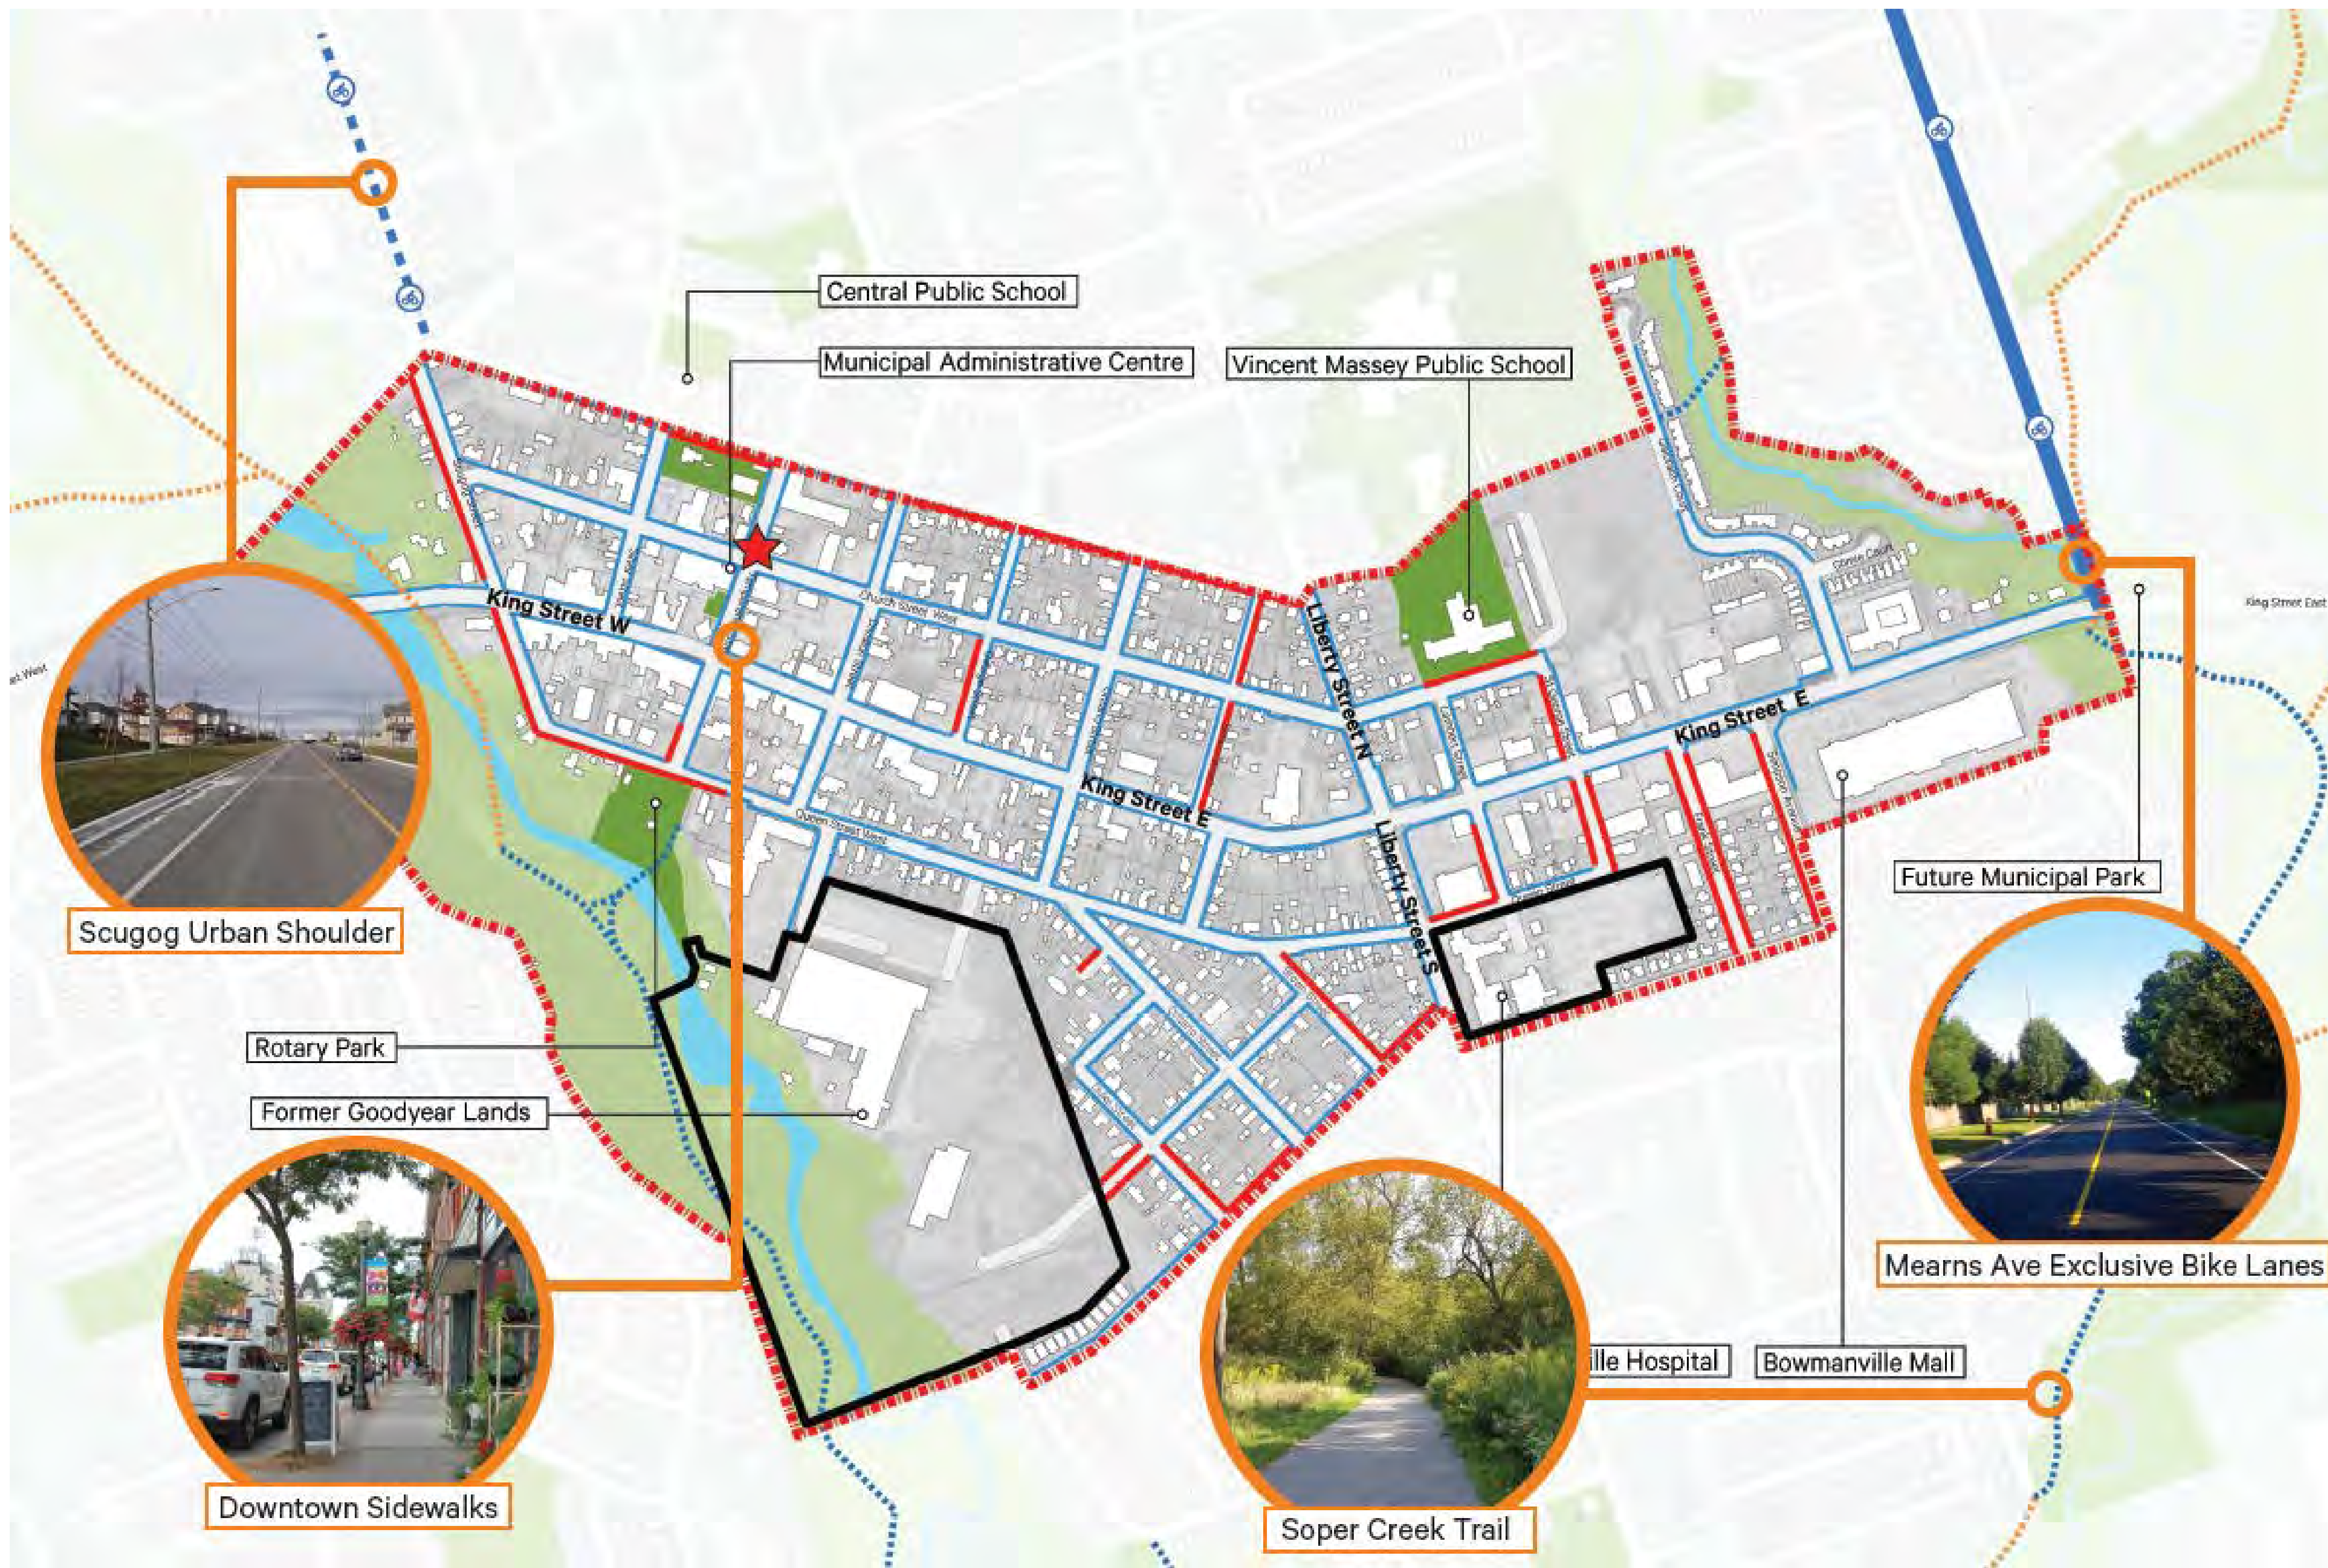 Central Public School
Municipal Administrative Centre
Vincent Massey Public School
Scugog Street
King Street W
Church Street West
Liberty Street N
King Street East
King Street E
King Street E
Queen Street West
Liberty Street S
Future Municipal Park
Scugog Urban Shoulder
Rotary Park
Former Goodyear Lands
Mearns Ave Exclusive Bike Lanes
ille Hospital
Bowmanville Mall
Downtown Sidewalks
Soper Creek Trail